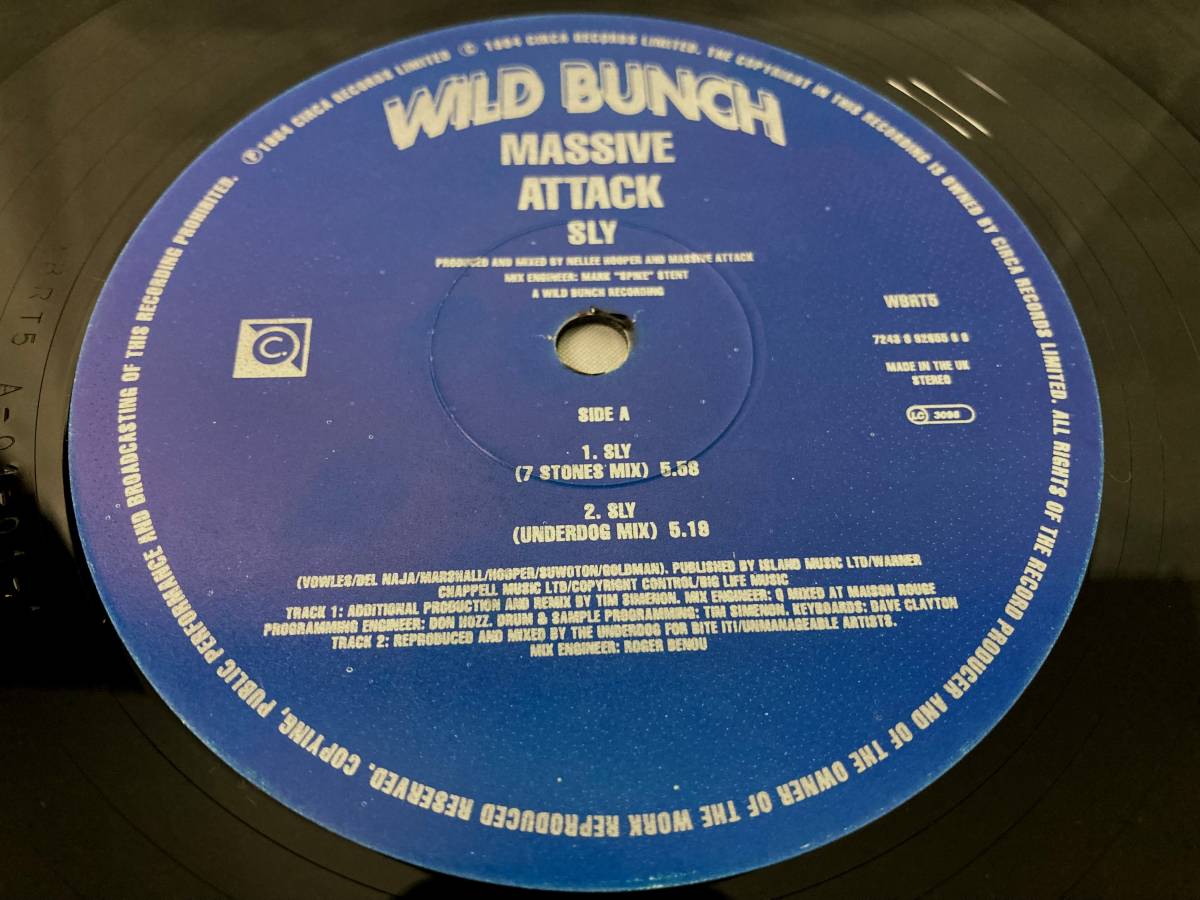 WILD BUNCH
MASSIVE
ATTACK
SLY
PRODUCED AND MIXED BY NELLEE HOOPER AND MASSIVE ATTACK
MIX ENGINEER: MARK "SPIKE" STENT
A WILD BUNCH RECORDING
C.
WBRT5
MADE IN THE UK
STEREO
LC 3098
SIDE A
1. SLY
(7 STONES MIX) 5.58
2. SLY
(UNDERDOG MIX) 5.19
(VOWLES/DEL NAJA/MARSHALL/HOOPER/SUWOTON/GOLDMAN). PUBLISHED BY ISLAND MUSIC LTD/WARNER
CHAPPELL MUSIC LTD/COPYRIGHT CONTROL/BIG LIFE MUSIC
TRACK 1: ADDITIONAL PRODUCTION AND REMIX BY TIM SIMENON. MIX ENGINEER: Q MIXED AT MAISON ROUGE
PROGRAMMING ENGINEER: DON HOZZ. DRUM & SAMPLE PROGRAMMING: TIM SIMENON. KEYBOARDS: DAVE CLAYTON
TRACK 2: REPRODUCED AND MIXED BY THE UNDERDOG FOR BITE IT!/UNMANAGEABLE ARTISTS.
MIX ENGINEER: ROGER BENOU
Ⓟ 1994 CIRCA RECORDS LIMITED © 1994 CIRCA RECORDS LIMITED. THE COPYRIGHT IN THIS RECORDING IS OWNED BY CIRCA RECORDS LIMITED. ALL RIGHTS OF THE RECORD PRODUCER AND OF THE OWNER OF THE WORK REPRODUCED RESERVED. COPYING, PUBLIC PERFORMANCE AND BROADCASTING OF THIS RECORDING PROHIBITED.